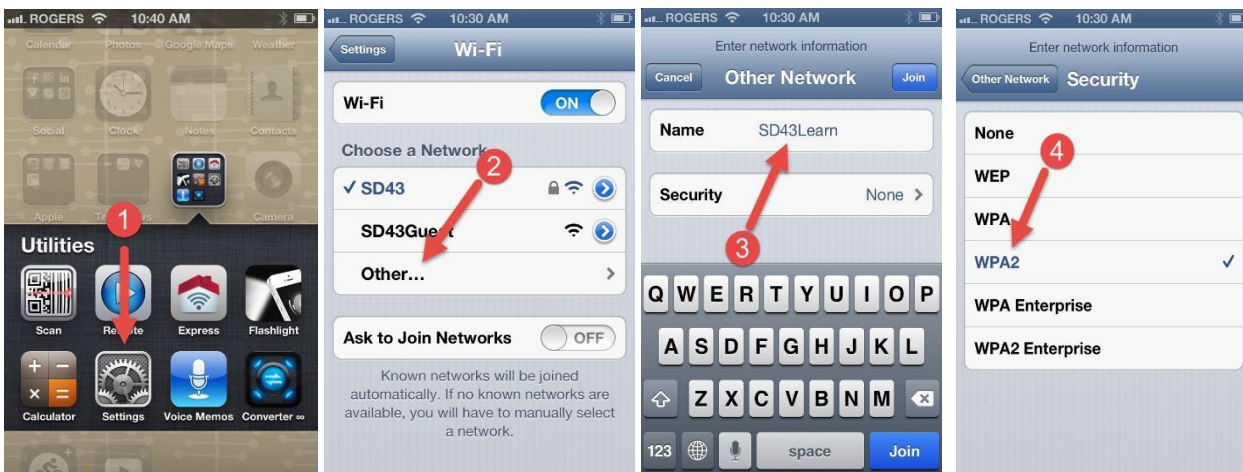 ROGERS 10:40 AM
Calendar Photos Google Maps Weather
Social Clock Notes Contacts
Apple Camera
1
Utilities
Scan Remote Express Flashlight
Calculator Settings Voice Memos Converter ∞
ROGERS 10:30 AM
Settings Wi-Fi
Wi-Fi ON
Choose a Network
2
✓ SD43
SD43Guest
Other...
Ask to Join Networks OFF
Known networks will be joined
automatically. If no known networks are
available, you will have to manually select
a network.
ROGERS 10:30 AM
Enter network information
Cancel Other Network Join
Name SD43Learn
Security None
3
Q W E R T Y U I O P
A S D F G H J K L
Z X C V B N M
123 space Join
ROGERS 10:30 AM
Enter network information
Other Network Security
None
4
WEP
WPA
WPA2 ✓
WPA Enterprise
WPA2 Enterprise